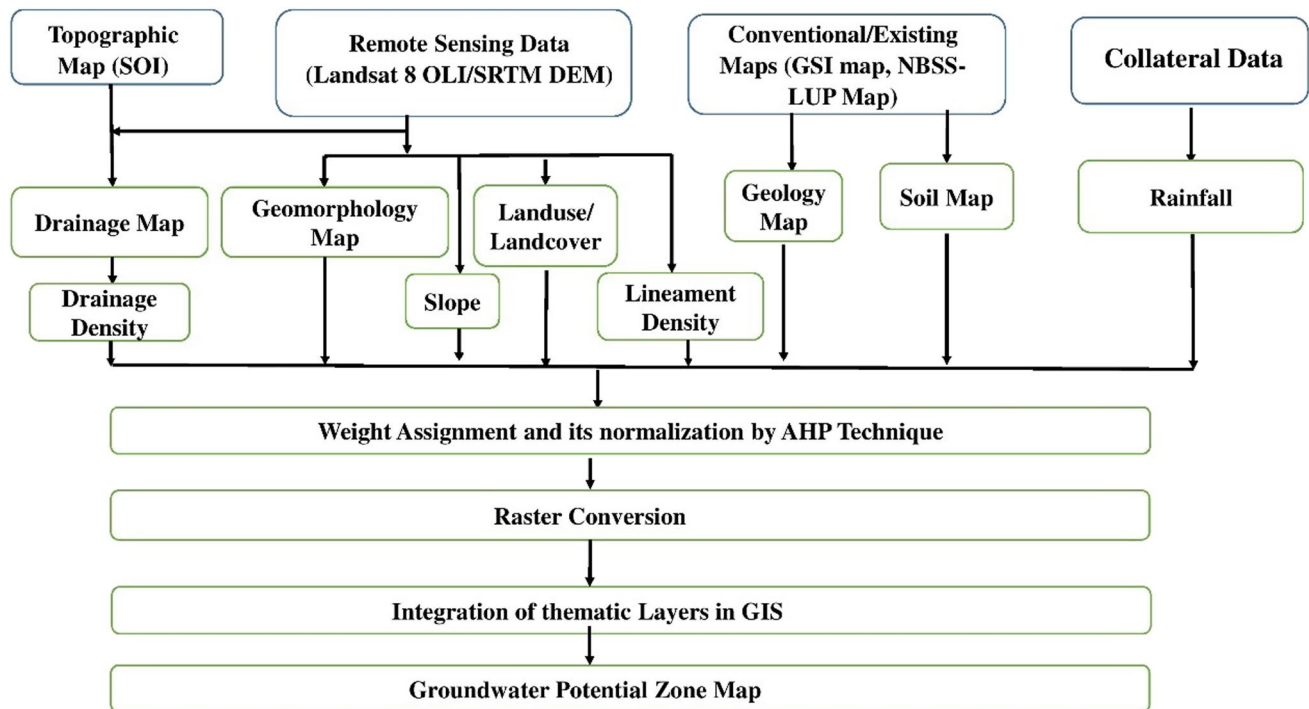 Topographic
Map (SOI)
Remote Sensing Data
(Landsat 8 OLI/SRTM DEM)
Conventional/Existing
Maps (GSI map, NBSS-
LUP Map)
Collateral Data
Drainage Map
Geomorphology
Map
Landuse/
Landcover
Geology
Map
Soil Map
Rainfall
Drainage
Density
Slope
Lineament
Density
Weight Assignment and its normalization by AHP Technique
Raster Conversion
Integration of thematic Layers in GIS
Groundwater Potential Zone Map